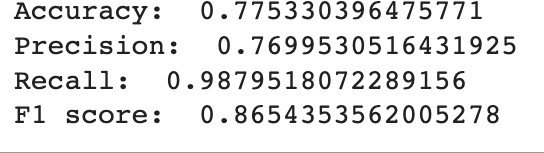 Accuracy:  0.775330396475771
Precision:  0.7699530516431925
Recall:  0.9879518072289156
F1 score:  0.8654353562005278